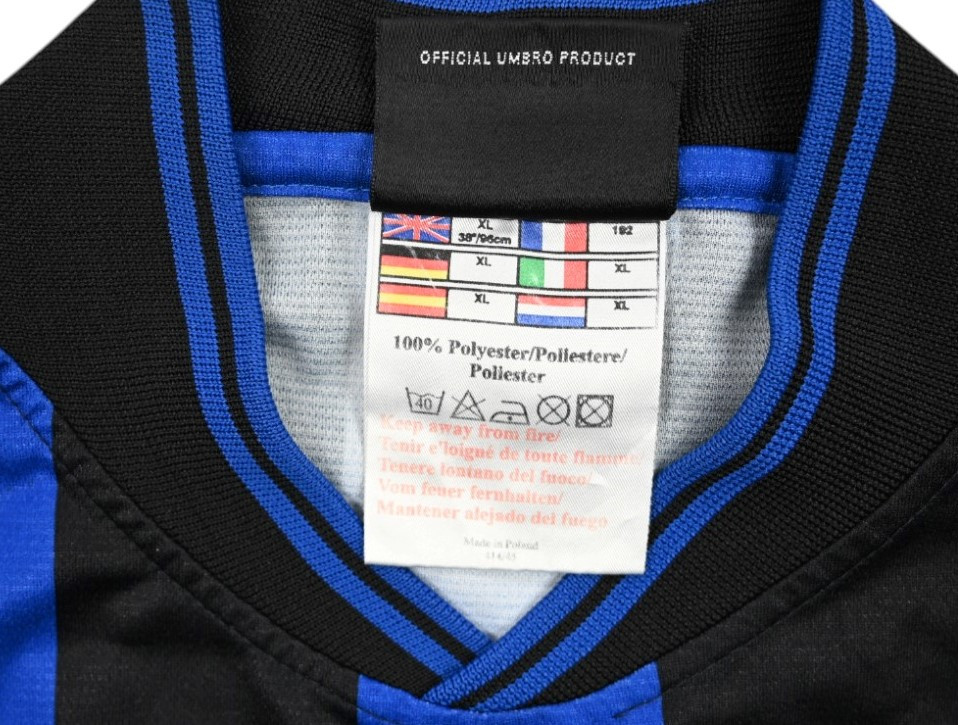 OFFICIAL UMBRO PRODUCT
XL 192
38"/96cm
XL XL
XL XL
100% Polyester/Poliestere/
Poliester
40
Keep away from fire/
Tenir e'loigné de toute flamme/
Tenere lontano del fuoco/
Vom feuer fernhalten/
Mantener alejado del fuego
Made in Poland